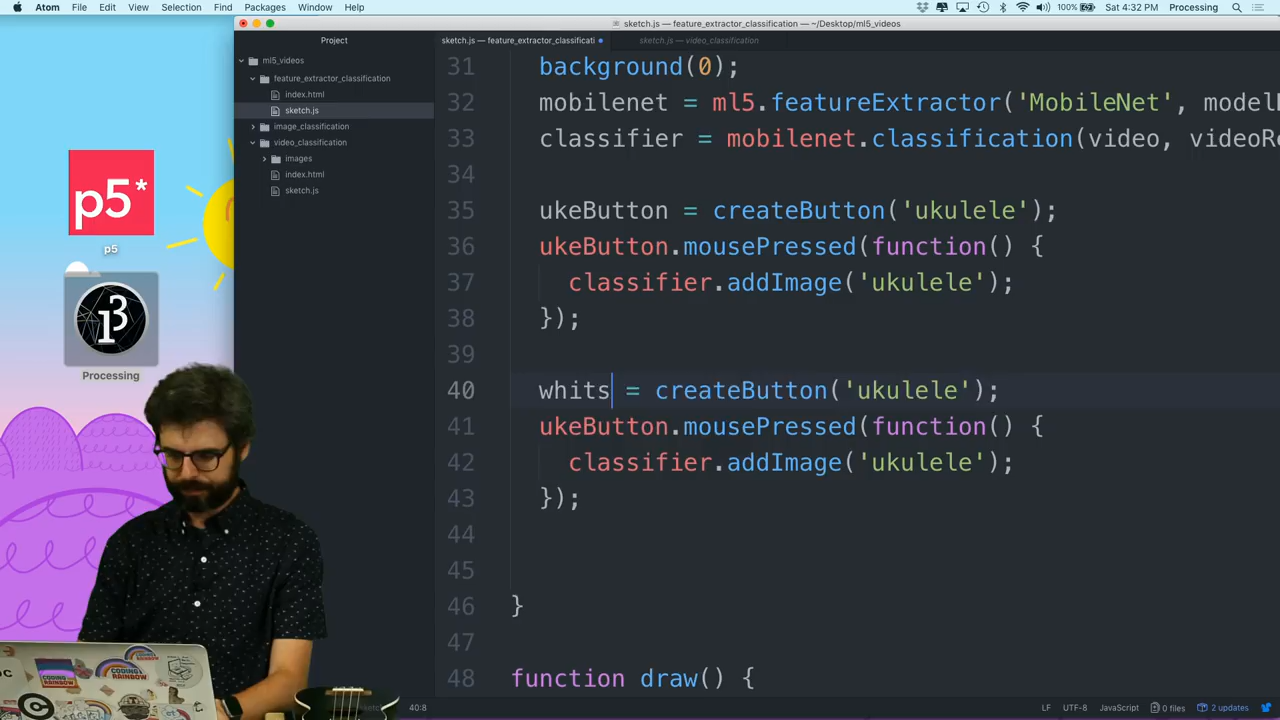 Atom File Edit View Selection Find Packages Window Help 100% Sat 4:32 PM Processing
sketch.js — feature_extractor_classification — ~/Desktop/ml5_videos
Project
sketch.js — feature_extractor_classificati
sketch.js — video_classification
ml5_videos
feature_extractor_classification
index.html
sketch.js
image_classification
video_classification
images
index.html
sketch.js
p5*
p5
Processing
31 background(0);
32 mobilenet = ml5.featureExtractor('MobileNet',
33 classifier = mobilenet.classification(video,
34
35 ukeButton = createButton('ukulele');
36 ukeButton.mousePressed(function() {
37 classifier.addImage('ukulele');
38 });
39
40 whits = createButton('ukulele');
41 ukeButton.mousePressed(function() {
42 classifier.addImage('ukulele');
43 });
44
45
46 }
47
48 function draw() {
CODING
RAINBOW
40:8
LF UTF-8 JavaScript 0 files 2 updates